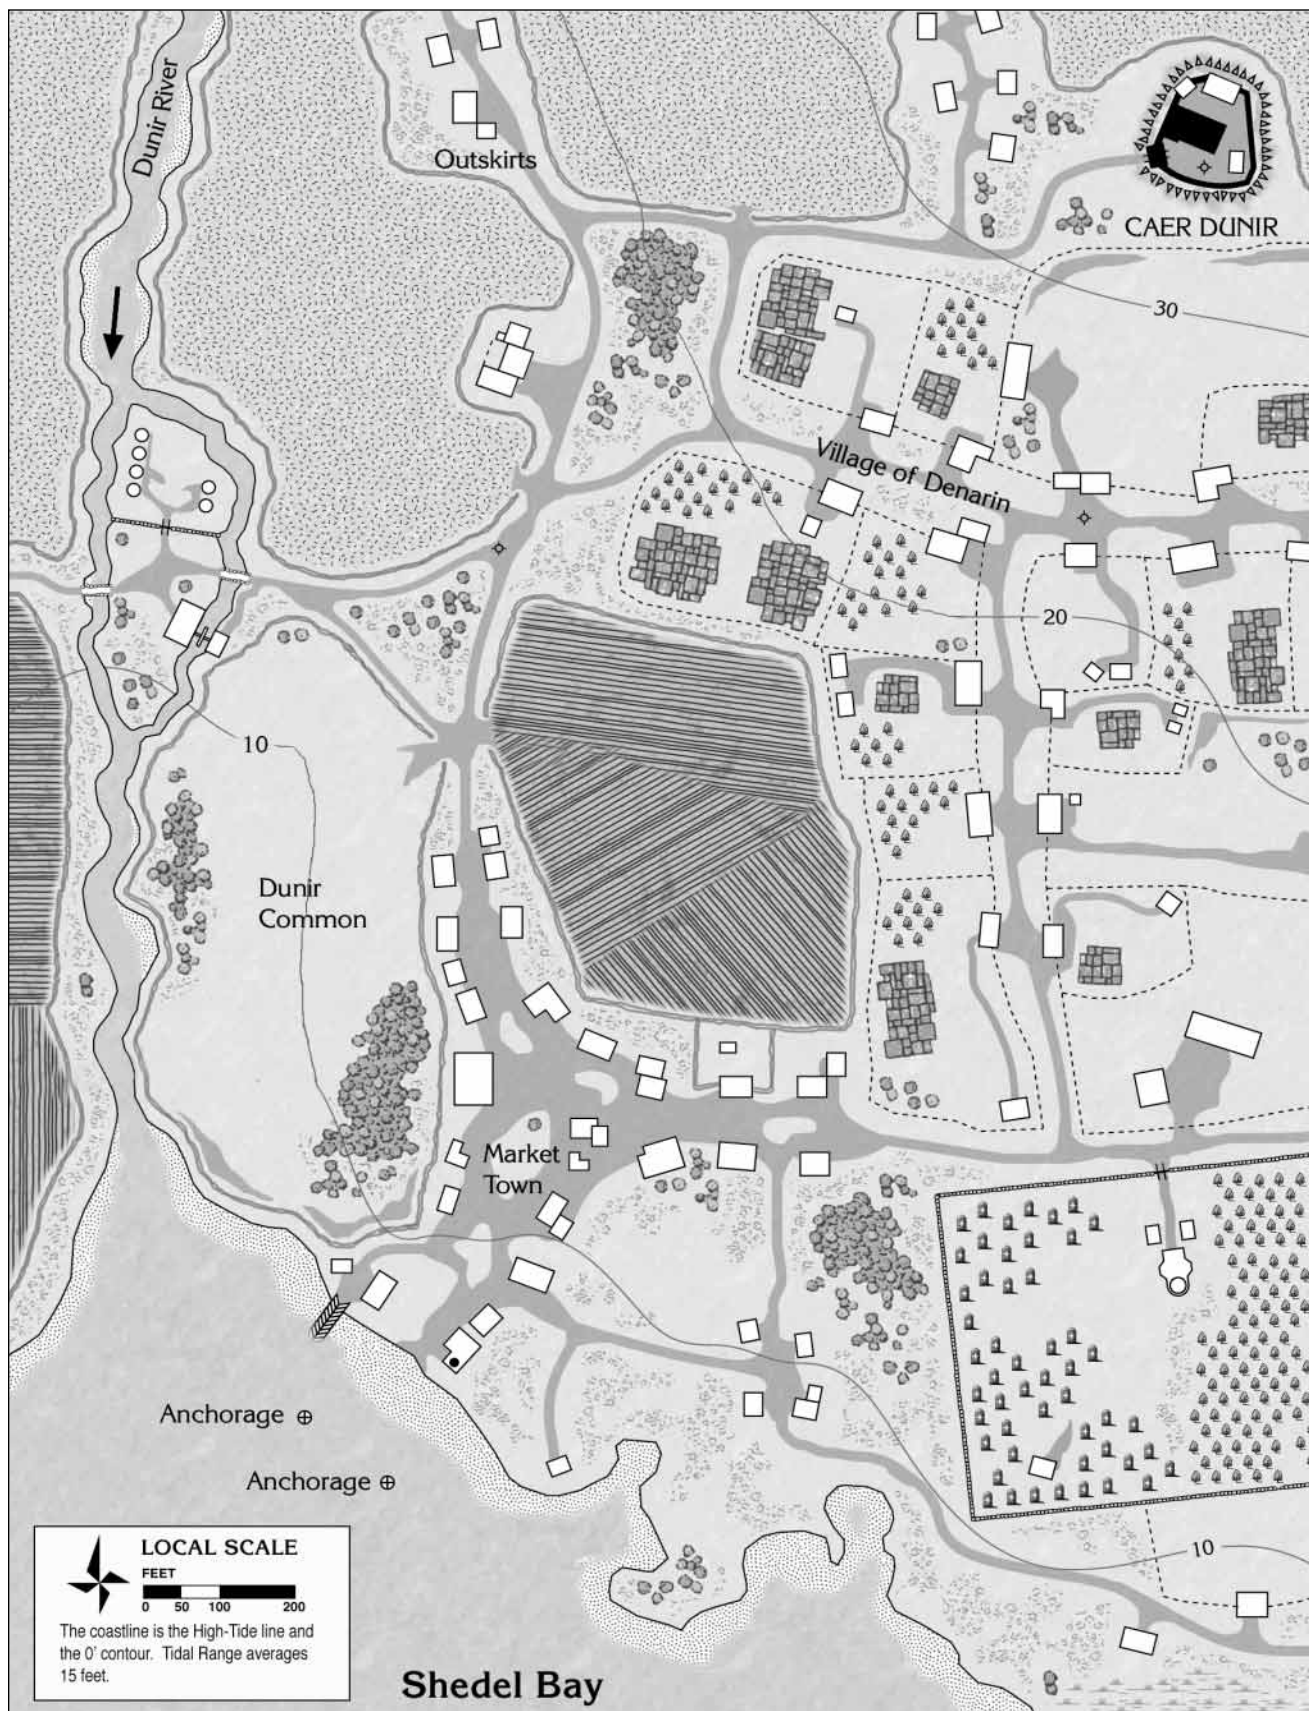 Dunir River
Outskirts
CAER DUNIR
30
Village of Denarin
20
10
Dunir
Common
Market
Town
Anchorage
Anchorage
10
LOCAL SCALE
FEET
0 50 100 200
The coastline is the High-Tide line and
the 0' contour. Tidal Range averages
15 feet.
Shedel Bay